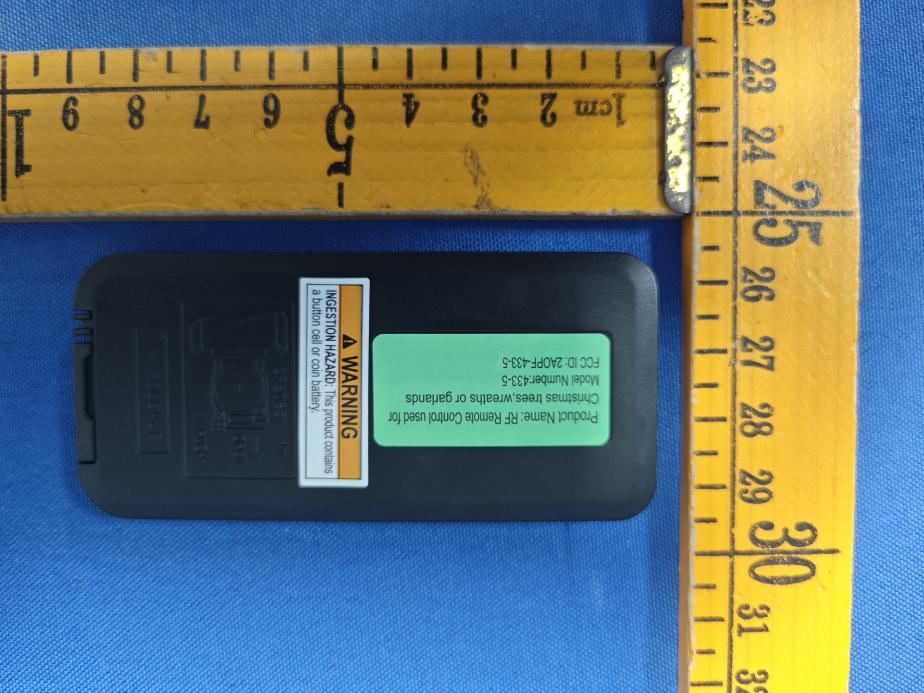 1 9 8 7 6 5 4 3 2 1cm
23
23
24
25
26
27
28
29
30
31
32
WARNING
INGESTION HAZARD: This product contains
a button cell or coin battery.
Product Name: RF Remote Control used for
Christmas trees,wreaths or garlands
Model Number:433-5
FCC ID: 2AOPF-433-5